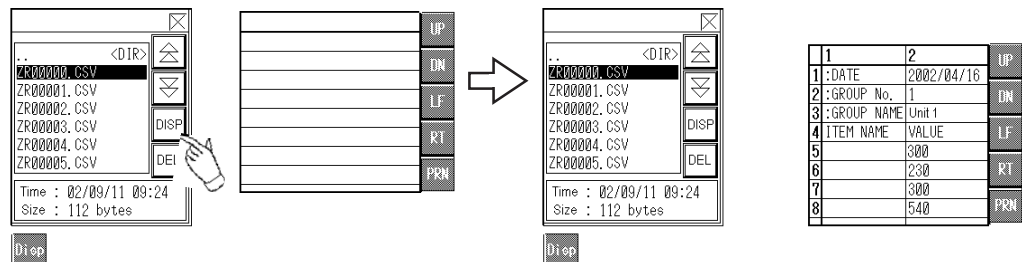 .. <DIR>
ZR00000.CSV
ZR00001.CSV
ZR00002.CSV
ZR00003.CSV
ZR00004.CSV
ZR00005.CSV
DISP
DEL
Time : 02/09/11 09:24
Size : 112 bytes
Disp
UP
DN
LF
RT
PRN
.. <DIR>
ZR00000.CSV
ZR00001.CSV
ZR00002.CSV
ZR00003.CSV
ZR00004.CSV
ZR00005.CSV
DISP
DEL
Time : 02/09/11 09:24
Size : 112 bytes
Disp
1 2
1 :DATE 2002/04/16
2 :GROUP No. 1
3 :GROUP NAME Unit 1
4 ITEM NAME VALUE
5 300
6 230
7 300
8 540
UP
DN
LF
RT
PRN